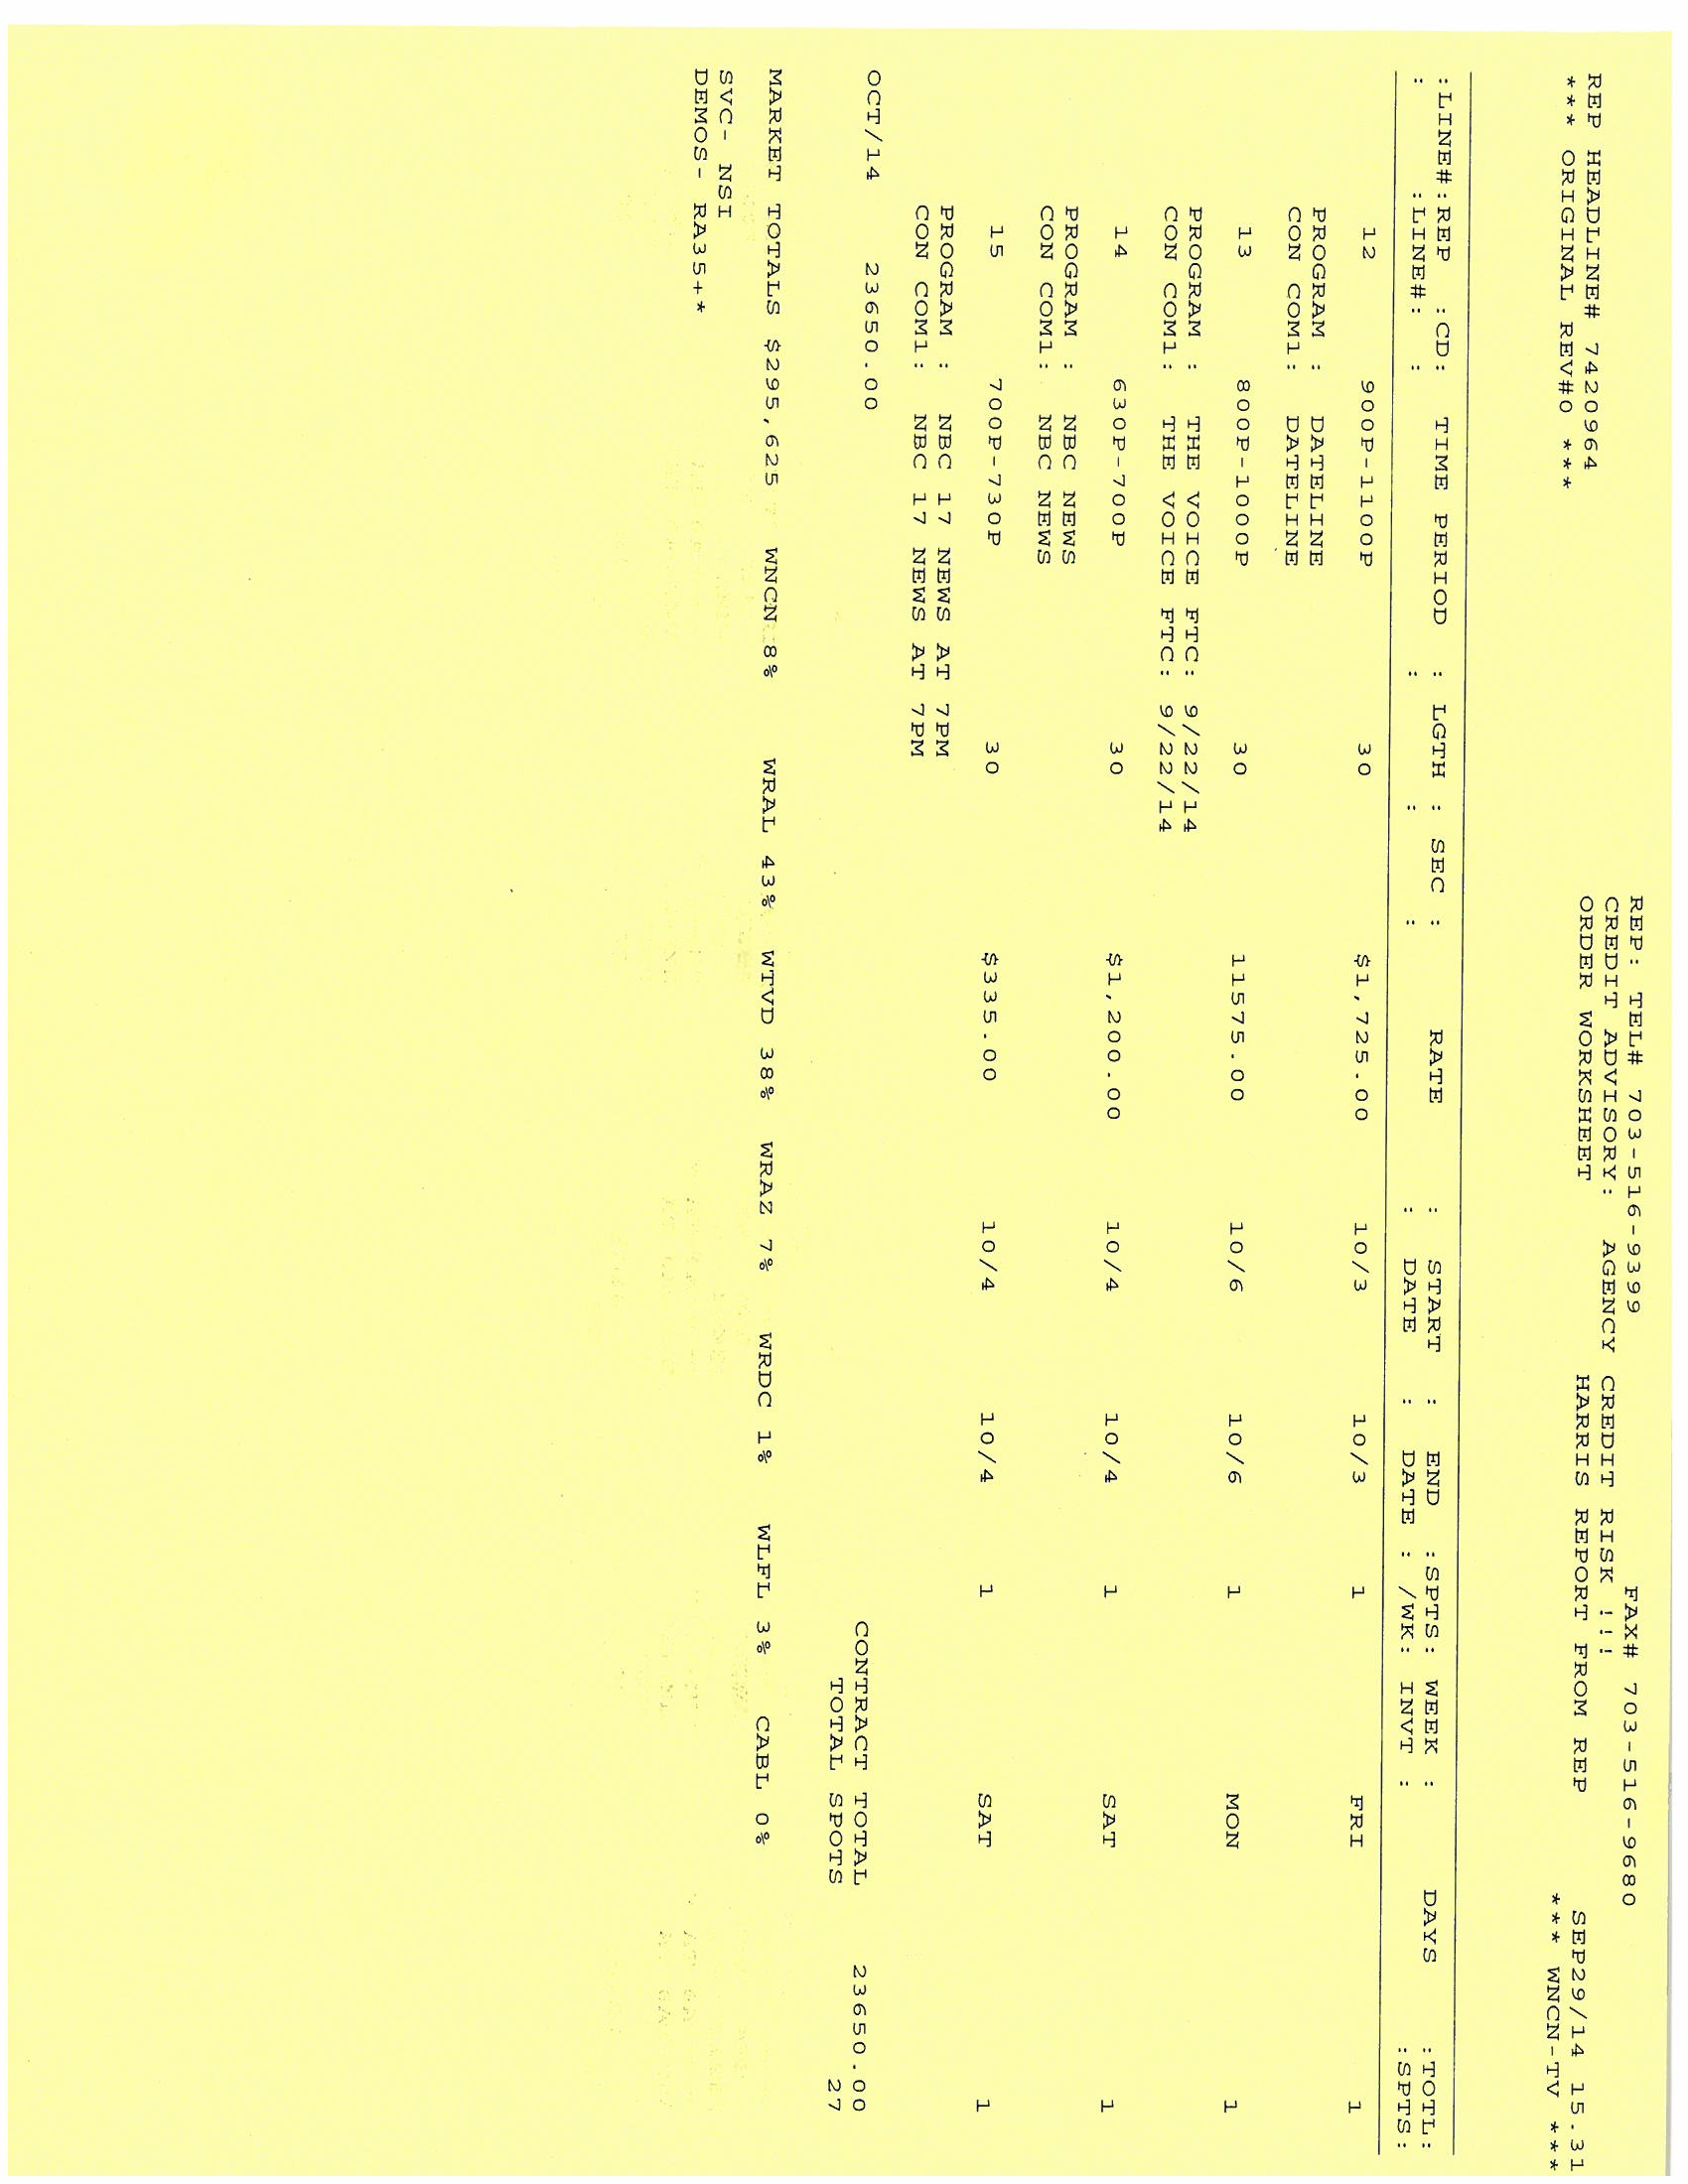 REP: TEL# 703-516-9399 FAX# 703-516-9680
CREDIT ADVISORY: AGENCY CREDIT RISK !!!
REP HEADLINE# 7420964 ORDER WORKSHEET HARRIS REPORT FROM REP SEP29/14 15.31
*** ORIGINAL REV#0 *** *** WNCN-TV ***
:LINE#:REP :CD: TIME PERIOD : LGTH : SEC : RATE : START : END :SPTS: WEEK : DAYS :TOTL:
: :LINE#: : : : : : DATE : DATE : /WK: INVT : :SPTS:
12 900P-1100P 30 $1,725.00 10/3 10/3 1 FRI 1
PROGRAM : DATELINE
CON COM1: DATELINE
13 800P-1000P 30 11575.00 10/6 10/6 1 MON 1
PROGRAM : THE VOICE FTC: 9/22/14
CON COM1: THE VOICE FTC: 9/22/14
14 630P-700P 30 $1,200.00 10/4 10/4 1 SAT 1
PROGRAM : NBC NEWS
CON COM1: NBC NEWS
15 700P-730P 30 $335.00 10/4 10/4 1 SAT 1
PROGRAM : NBC 17 NEWS AT 7PM
CON COM1: NBC 17 NEWS AT 7PM
OCT/14 23650.00 CONTRACT TOTAL 23650.00
TOTAL SPOTS 27
MARKET TOTALS $295,625 WNCN 8% WRAL 43% WTVD 38% WRAZ 7% WRDC 1% WLFL 3% CABL 0%
SVC- NSI
DEMOS- RA35+*